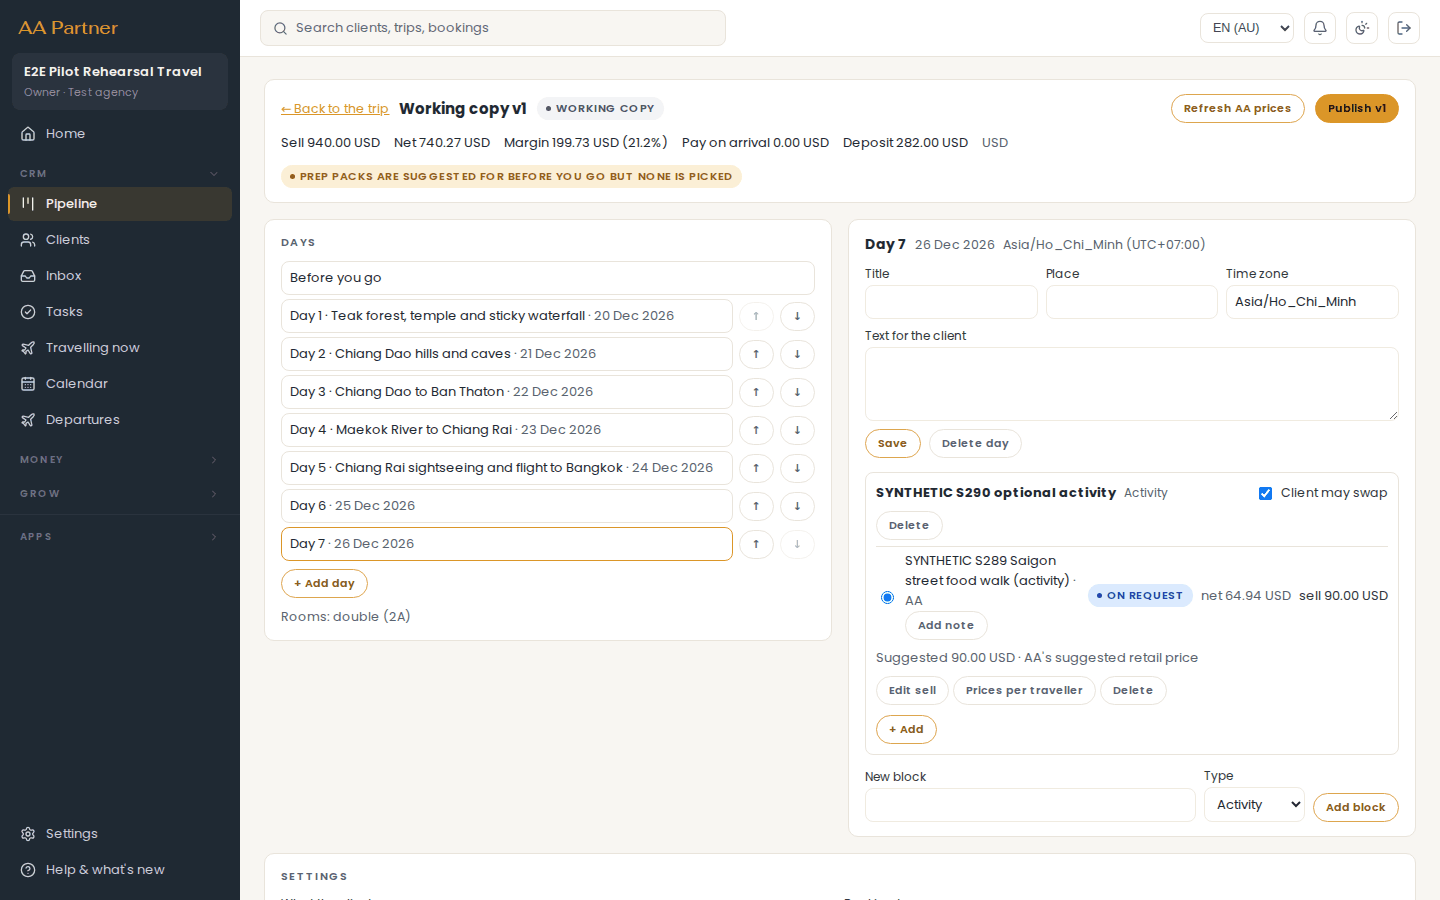 AA Partner
E2E Pilot Rehearsal Travel
Owner · Test agency
Home
CRM
Pipeline
Clients
Inbox
Tasks
Travelling now
Calendar
Departures
MONEY
GROW
APPS
Settings
Help & what's new
Search clients, trips, bookings
EN (AU)
← Back to the trip Working copy v1 WORKING COPY
Refresh AA prices Publish v1
Sell 940.00 USD Net 740.27 USD Margin 199.73 USD (21.2%) Pay on arrival 0.00 USD Deposit 282.00 USD USD
PREP PACKS ARE SUGGESTED FOR BEFORE YOU GO BUT NONE IS PICKED
DAYS
Before you go
Day 1 · Teak forest, temple and sticky waterfall · 20 Dec 2026 ↑ ↓
Day 2 · Chiang Dao hills and caves · 21 Dec 2026 ↑ ↓
Day 3 · Chiang Dao to Ban Thaton · 22 Dec 2026 ↑ ↓
Day 4 · Maekok River to Chiang Rai · 23 Dec 2026 ↑ ↓
Day 5 · Chiang Rai sightseeing and flight to Bangkok · 24 Dec 2026 ↑ ↓
Day 6 · 25 Dec 2026 ↑ ↓
Day 7 · 26 Dec 2026 ↑ ↓
+ Add day
Rooms: double (2A)
Day 7 26 Dec 2026 Asia/Ho_Chi_Minh (UTC+07:00)
Title Place Time zone
Asia/Ho_Chi_Minh
Text for the client
Save Delete day
SYNTHETIC S290 optional activity Activity Client may swap
Delete
SYNTHETIC S289 Saigon
street food walk (activity) ·
AA
ON REQUEST net 64.94 USD sell 90.00 USD
Add note
Suggested 90.00 USD · AA's suggested retail price
Edit sell Prices per traveller Delete
+ Add
New block Type
Activity Add block
SETTINGS